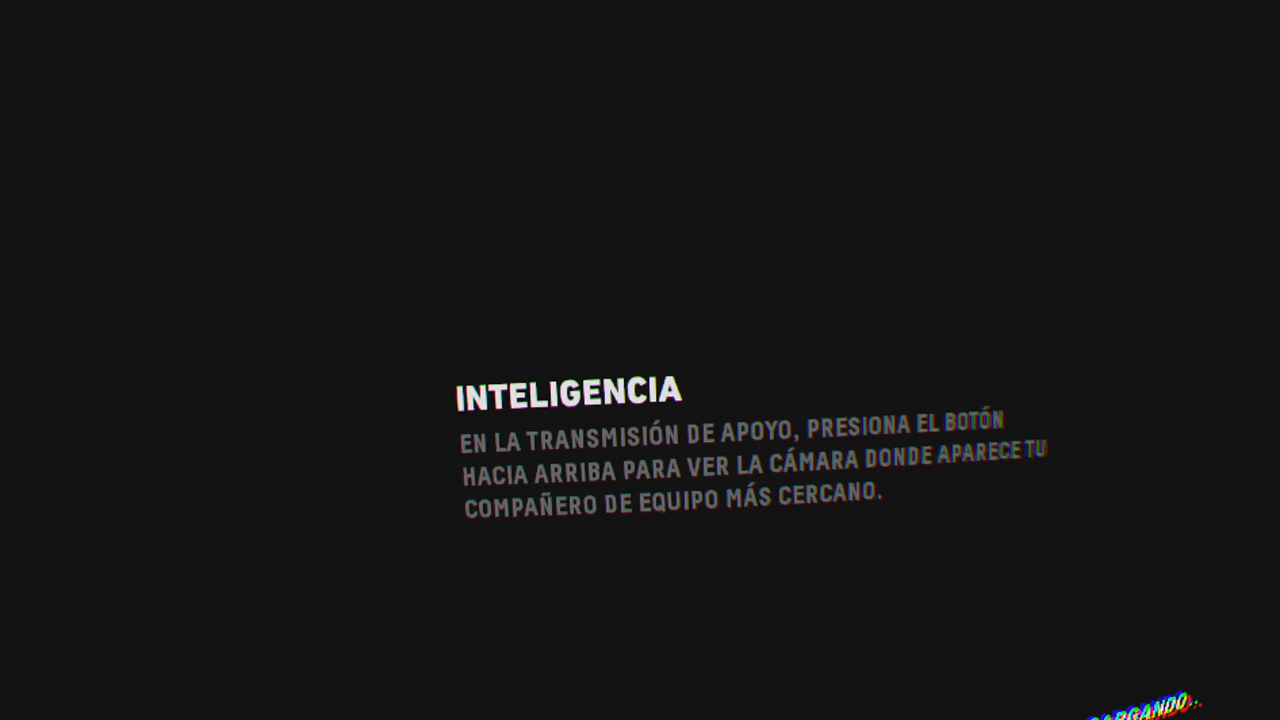 INTELIGENCIA
EN LA TRANSMISIÓN DE APOYO, PRESIONA EL BOTÓN
HACIA ARRIBA PARA VER LA CÁMARA DONDE APARECE TU
COMPAÑERO DE EQUIPO MÁS CERCANO.
CARGANDO..